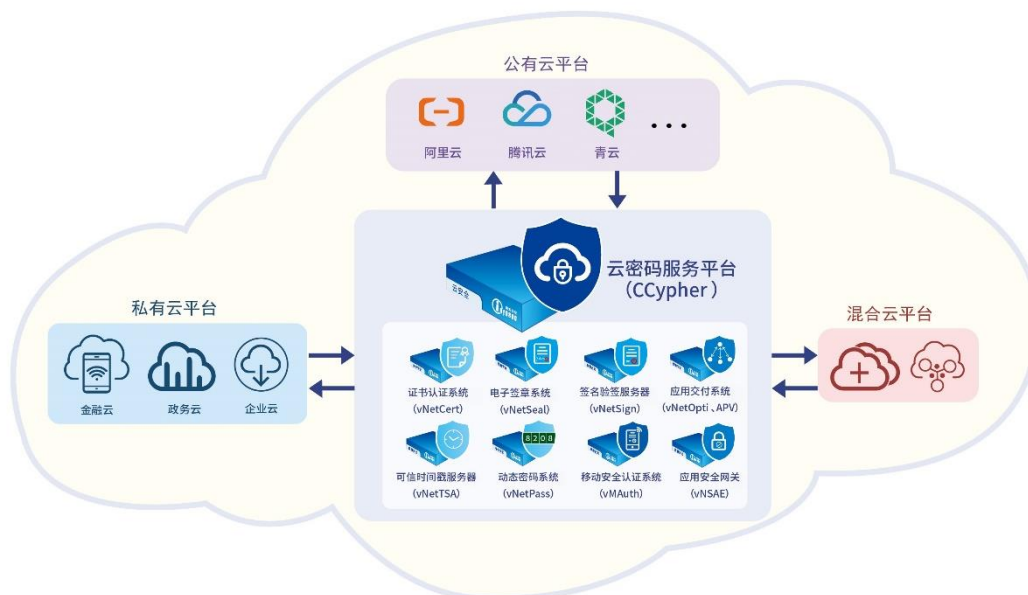 公有云平台
阿里云
腾讯云
青云
...
云密码服务平台
（CCypher）
云安全
私有云平台
金融云
政务云
企业云
混合云平台
证书认证系统
（vNetCert）
电子签章系统
（vNetSeal）
签名验签服务器
（vNetSign）
应用交付系统
（vNetOpti、APV）
可信时间戳服务器
（vNetTSA）
8208
动态密码系统
（vNetPass）
移动安全认证系统
（vMAuth）
应用安全网关
（vNSAE）